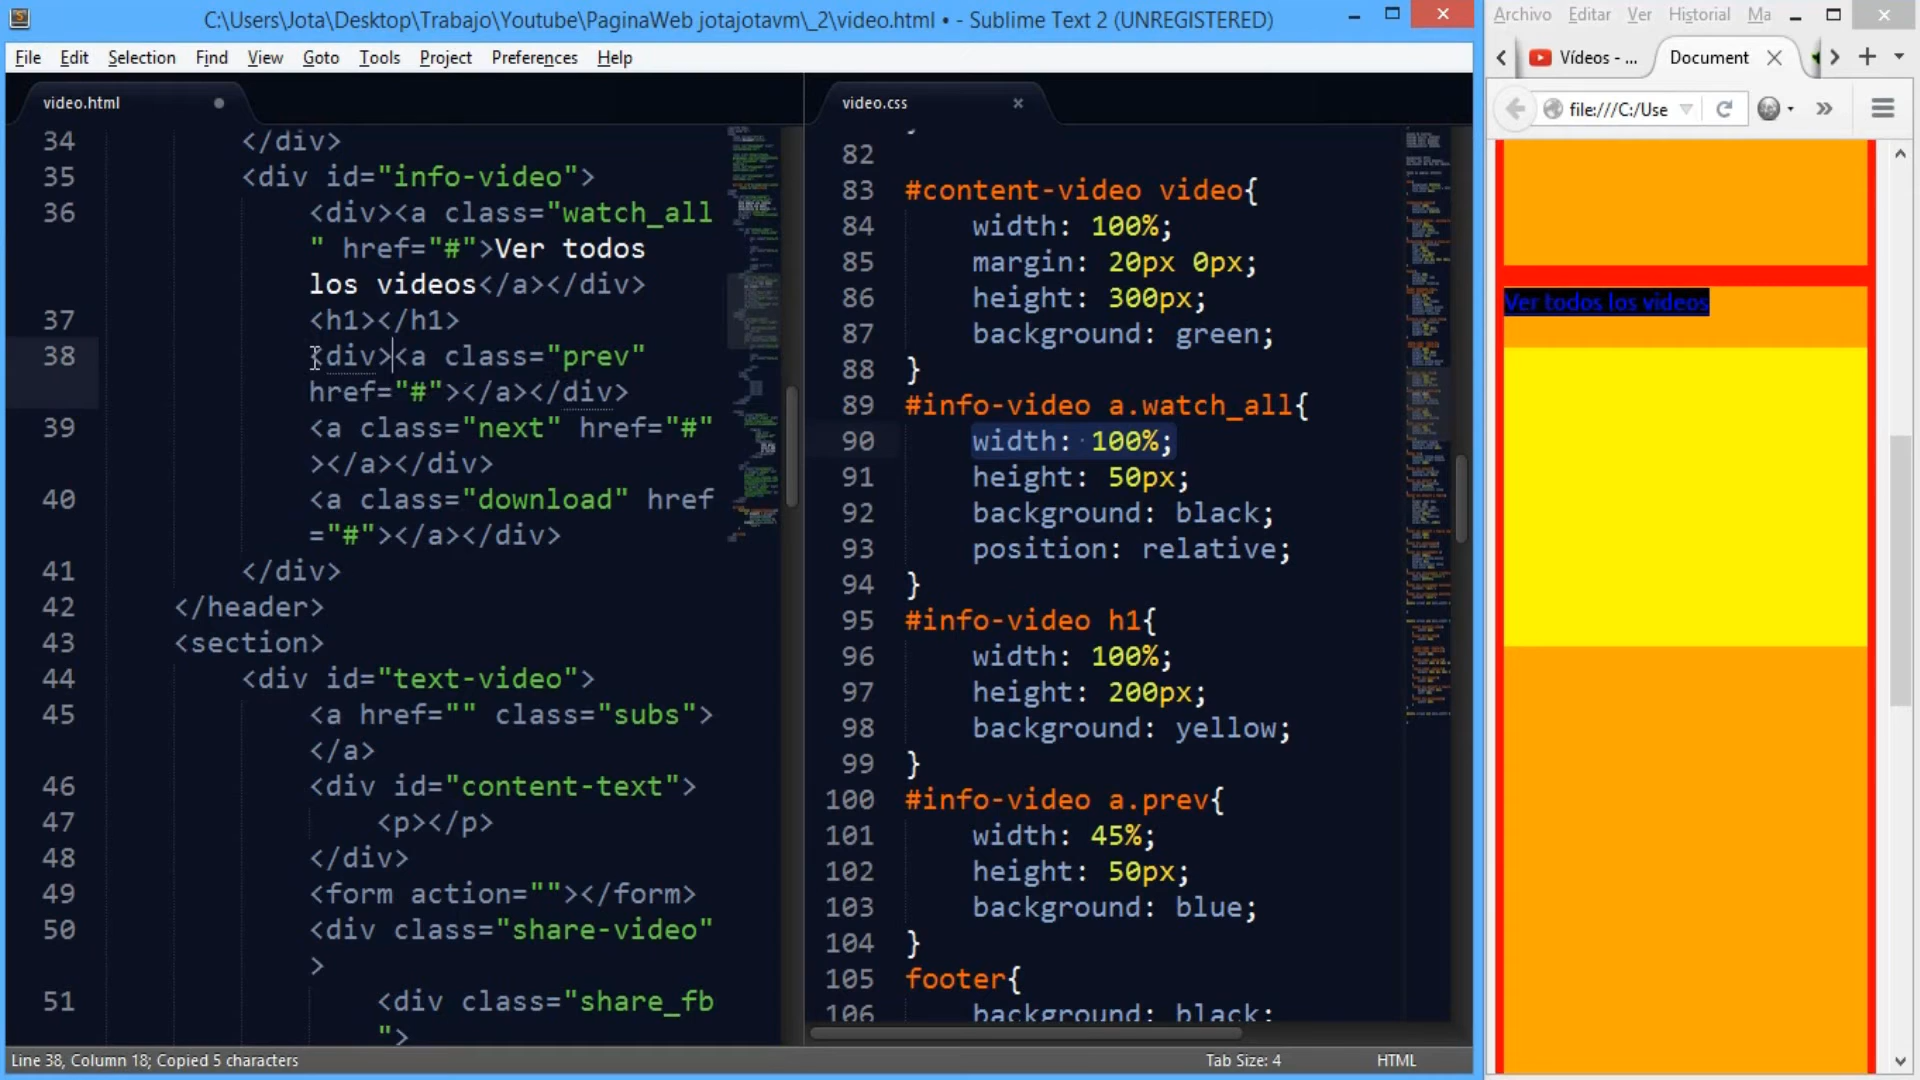 C:\Users\Jota\Desktop\Trabajo\Youtube\PaginaWeb jotajotavm\_2\video.html • - Sublime Text 2 (UNREGISTERED)
File Edit Selection Find View Goto Tools Project Preferences Help
video.html
34 </div>
35 <div id="info-video">
36 <div><a class="watch_all
" href="#">Ver todos
los videos</a></div>
37 <h1></h1>
38 <div><a class="prev"
href="#"></a></div>
39 <a class="next" href="#"
></a></div>
40 <a class="download" href
="#"></a></div>
41 </div>
42 </header>
43 <section>
44 <div id="text-video">
45 <a href="" class="subs">
</a>
46 <div id="content-text">
47 <p></p>
48 </div>
49 <form action=""></form>
50 <div class="share-video"
>
51 <div class="share_fb
">
video.css
}
82
83 #content-video video{
84 width: 100%;
85 margin: 20px 0px;
86 height: 300px;
87 background: green;
88 }
89 #info-video a.watch_all{
90 width: 100%;
91 height: 50px;
92 background: black;
93 position: relative;
94 }
95 #info-video h1{
96 width: 100%;
97 height: 200px;
98 background: yellow;
99 }
100 #info-video a.prev{
101 width: 45%;
102 height: 50px;
103 background: blue;
104 }
105 footer{
106 background: black;
Line 38, Column 18; Copied 5 characters
Tab Size: 4
HTML
Archivo Editar Ver Historial Ma
Vídeos - ...
Document
file:///C:/Use
Ver todos los videos